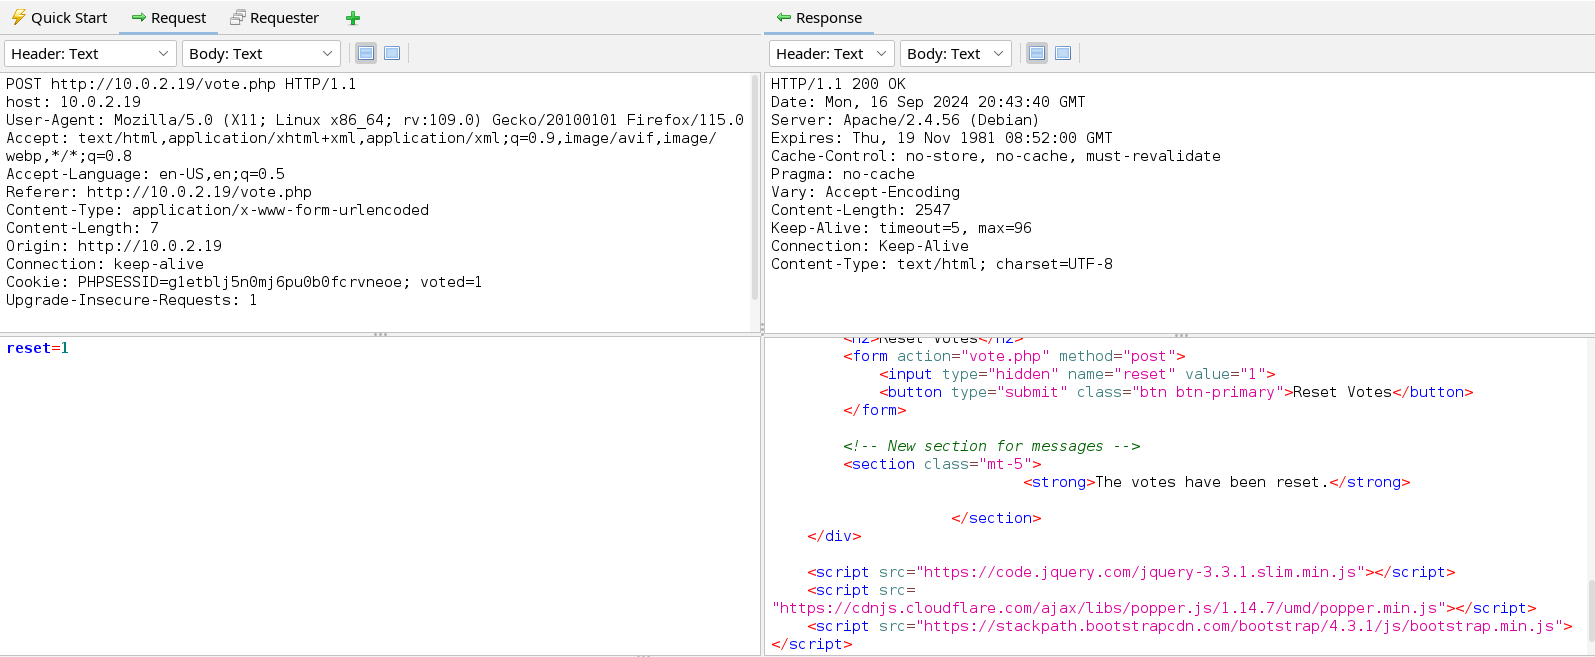 Quick Start Request Requester
Header: Text Body: Text
POST http://10.0.2.19/vote.php HTTP/1.1
host: 10.0.2.19
User-Agent: Mozilla/5.0 (X11; Linux x86_64; rv:109.0) Gecko/20100101 Firefox/115.0
Accept: text/html,application/xhtml+xml,application/xml;q=0.9,image/avif,image/
webp,*/*;q=0.8
Accept-Language: en-US,en;q=0.5
Referer: http://10.0.2.19/vote.php
Content-Type: application/x-www-form-urlencoded
Content-Length: 7
Origin: http://10.0.2.19
Connection: keep-alive
Cookie: PHPSESSID=g1etblj5n0mj6pu0b0fcrvneoe; voted=1
Upgrade-Insecure-Requests: 1
reset=1
Response
Header: Text Body: Text
HTTP/1.1 200 OK
Date: Mon, 16 Sep 2024 20:43:40 GMT
Server: Apache/2.4.56 (Debian)
Expires: Thu, 19 Nov 1981 08:52:00 GMT
Cache-Control: no-store, no-cache, must-revalidate
Pragma: no-cache
Vary: Accept-Encoding
Content-Length: 2547
Keep-Alive: timeout=5, max=96
Connection: Keep-Alive
Content-Type: text/html; charset=UTF-8
<h2>Reset Votes</h2>
<form action="vote.php" method="post">
<input type="hidden" name="reset" value="1">
<button type="submit" class="btn btn-primary">Reset Votes</button>
</form>
<!-- New section for messages -->
<section class="mt-5">
<strong>The votes have been reset.</strong>
</section>
</div>
<script src="https://code.jquery.com/jquery-3.3.1.slim.min.js"></script>
<script src=
"https://cdnjs.cloudflare.com/ajax/libs/popper.js/1.14.7/umd/popper.min.js"></script>
<script src="https://stackpath.bootstrapcdn.com/bootstrap/4.3.1/js/bootstrap.min.js">
</script>